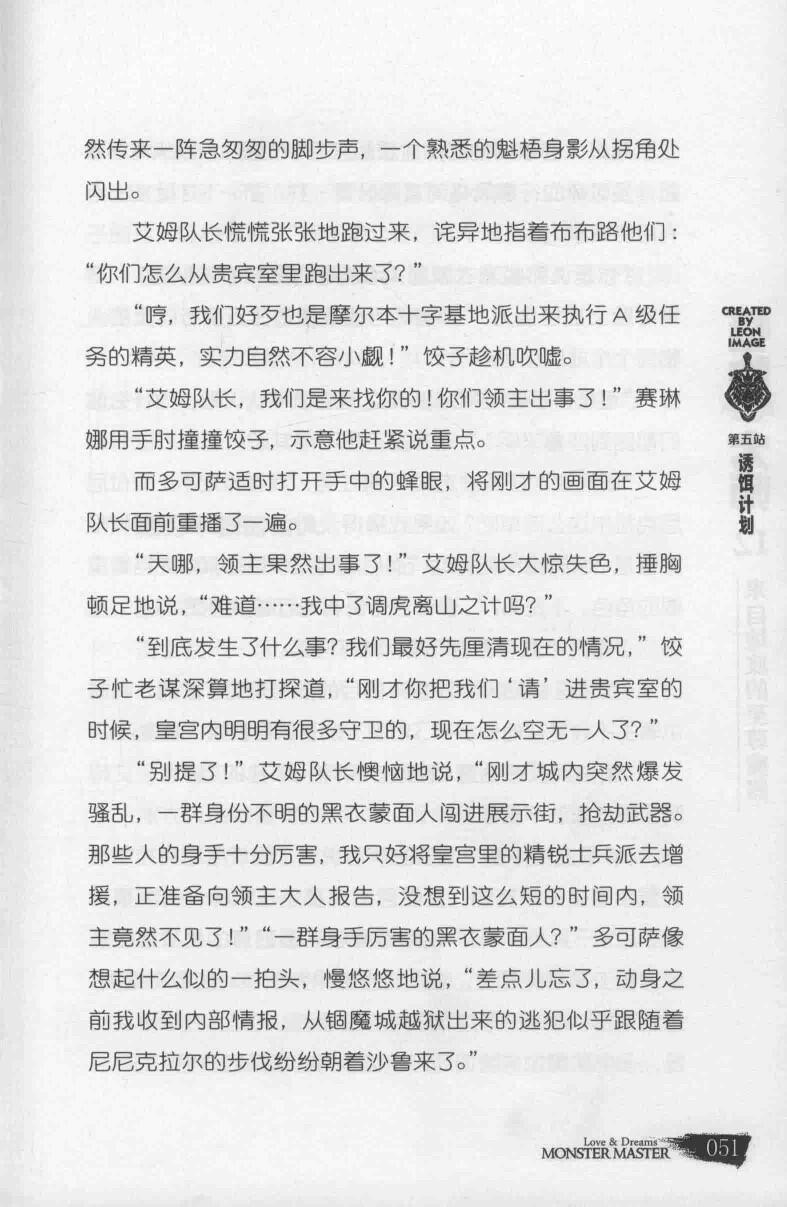 然传来一阵急匆匆的脚步声，一个熟悉的魁梧身影从拐角处
闪出。
艾姆队长慌慌张张地跑过来，诧异地指着布布路他们：
“你们怎么从贵宾室里跑出来了？”
“哼，我们好歹也是摩尔本十字基地派出来执行 A 级任
务的精英，实力自然不容小觑！”饺子趁机吹嘘。
“艾姆队长，我们是来找你的！你们领主出事了！”赛琳
娜用手肘撞撞饺子，示意他赶紧说重点。
而多可萨适时打开手中的蜂眼，将刚才的画面在艾姆
队长面前重播了一遍。
“天哪，领主果然出事了！”艾姆队长大惊失色，捶胸
顿足地说，“难道……我中了调虎离山之计吗？”
“到底发生了什么事？我们最好先厘清现在的情况，”饺
子忙老谋深算地打探道，“刚才你把我们‘请’进贵宾室的
时候，皇宫内明明有很多守卫的，现在怎么空无一人了？”
“别提了！”艾姆队长懊恼地说，“刚才城内突然爆发
骚乱，一群身份不明的黑衣蒙面人闯进展示街，抢劫武器。
那些人的身手十分厉害，我只好将皇宫里的精锐士兵派去增
援，正准备向领主大人报告，没想到这么短的时间内，领
主竟然不见了！”“一群身手厉害的黑衣蒙面人？”多可萨像
想起什么似的一拍头，慢悠悠地说，“差点儿忘了，动身之
前我收到内部情报，从锢魔城越狱出来的逃犯似乎跟随着
尼尼克拉尔的步伐纷纷朝着沙鲁来了。”
CREATED
BY
LEON
IMAGE
第五站
诱饵计划
Love & Dreams
MONSTER MASTER
051